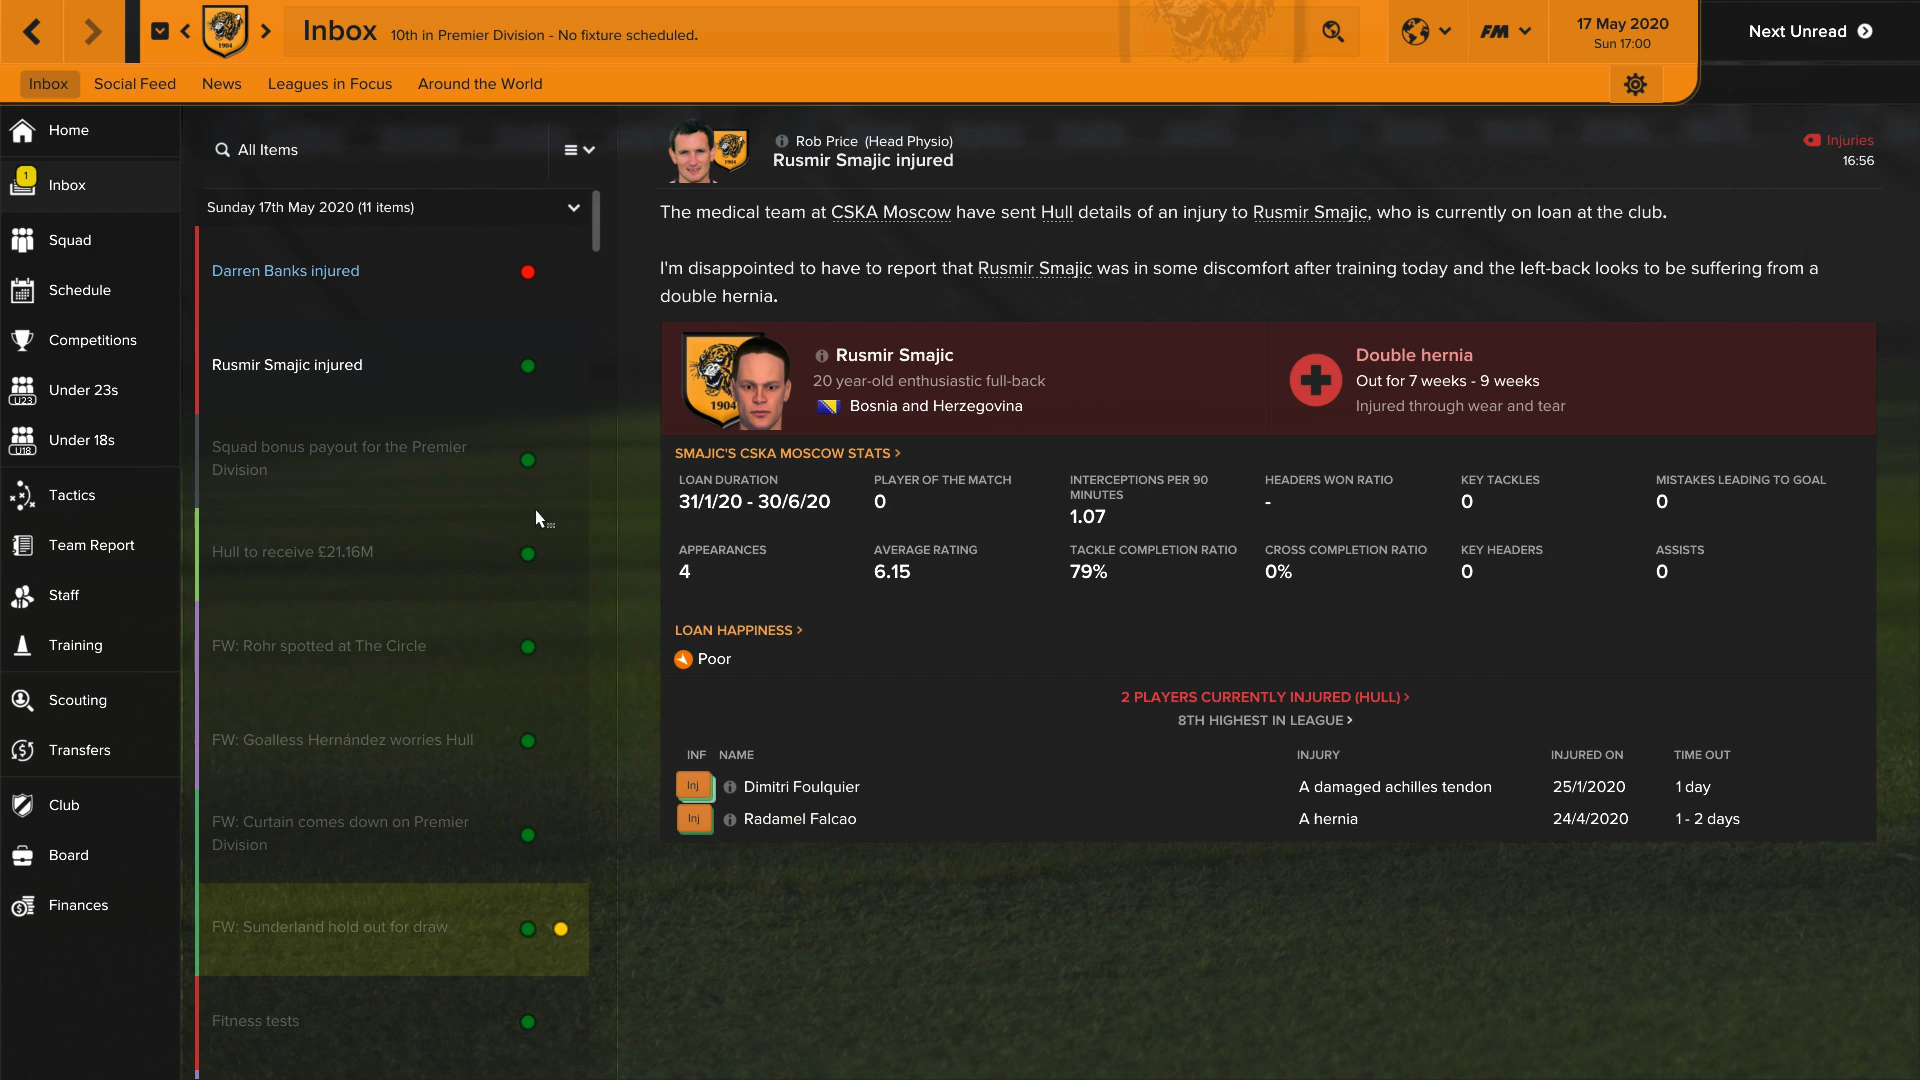 Inbox
10th in Premier Division - No fixture scheduled.
FM
17 May 2020
Sun 17:00
Next Unread
1904
Inbox
Social Feed
News
Leagues in Focus
Around the World
Home
1
Inbox
Squad
Schedule
Competitions
U23
Under 23s
U18
Under 18s
Tactics
Team Report
Staff
Training
Scouting
Transfers
Club
Board
Finances
All Items
Sunday 17th May 2020 (11 items)
Darren Banks injured
Rusmir Smajic injured
Squad bonus payout for the Premier
Division
Hull to receive £21.16M
FW: Rohr spotted at The Circle
FW: Goalless Hernández worries Hull
FW: Curtain comes down on Premier
Division
FW: Sunderland hold out for draw
Fitness tests
Rob Price (Head Physio)
Rusmir Smajic injured
Injuries
16:56
The medical team at CSKA Moscow have sent Hull details of an injury to Rusmir Smajic, who is currently on loan at the club.
I'm disappointed to have to report that Rusmir Smajic was in some discomfort after training today and the left-back looks to be suffering from a
double hernia.
1904
Rusmir Smajic
20 year-old enthusiastic full-back
Bosnia and Herzegovina
Double hernia
Out for 7 weeks - 9 weeks
Injured through wear and tear
SMAJIC'S CSKA MOSCOW STATS >
LOAN DURATION
31/1/20 - 30/6/20
PLAYER OF THE MATCH
0
INTERCEPTIONS PER 90
MINUTES
1.07
HEADERS WON RATIO
-
KEY TACKLES
0
MISTAKES LEADING TO GOAL
0
APPEARANCES
4
AVERAGE RATING
6.15
TACKLE COMPLETION RATIO
79%
CROSS COMPLETION RATIO
0%
KEY HEADERS
0
ASSISTS
0
LOAN HAPPINESS >
Poor
2 PLAYERS CURRENTLY INJURED (HULL) >
8TH HIGHEST IN LEAGUE >
INF NAME INJURY INJURED ON TIME OUT
Inj Dimitri Foulquier A damaged achilles tendon 25/1/2020 1 day
Inj Radamel Falcao A hernia 24/4/2020 1 - 2 days